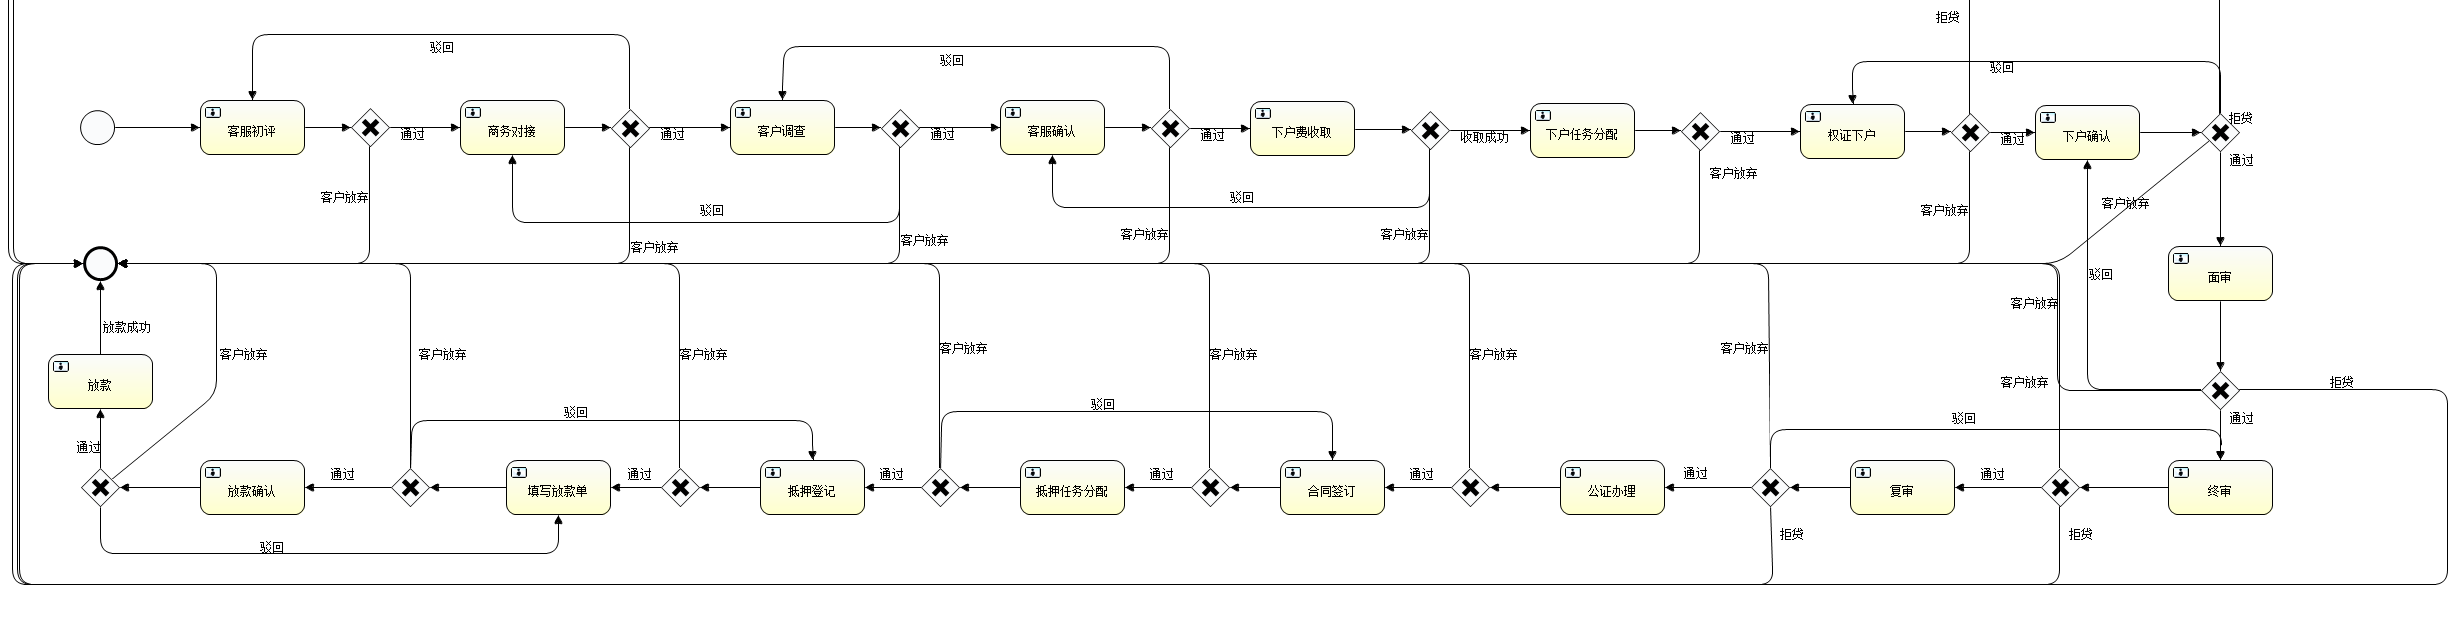 拒贷
驳回
驳回
驳回
客服初评
通过
商务对接
通过
客户调查
通过
客服确认
通过
下户费收取
收取成功
下户任务分配
通过
权证下户
通过
下户确认
拒贷
通过
客户放弃
驳回
客户放弃
客户放弃
客户放弃
驳回
客户放弃
客户放弃
客户放弃
客户放弃
驳回
面审
客户放弃
放款成功
客户放弃
客户放弃
客户放弃
客户放弃
客户放弃
客户放弃
客户放弃
客户放弃
拒贷
放款
驳回
驳回
驳回
通过
通过
放款确认
通过
填写放款单
通过
抵押登记
通过
抵押任务分配
通过
合同签订
通过
公证办理
通过
复审
通过
终审
驳回
拒贷
拒贷